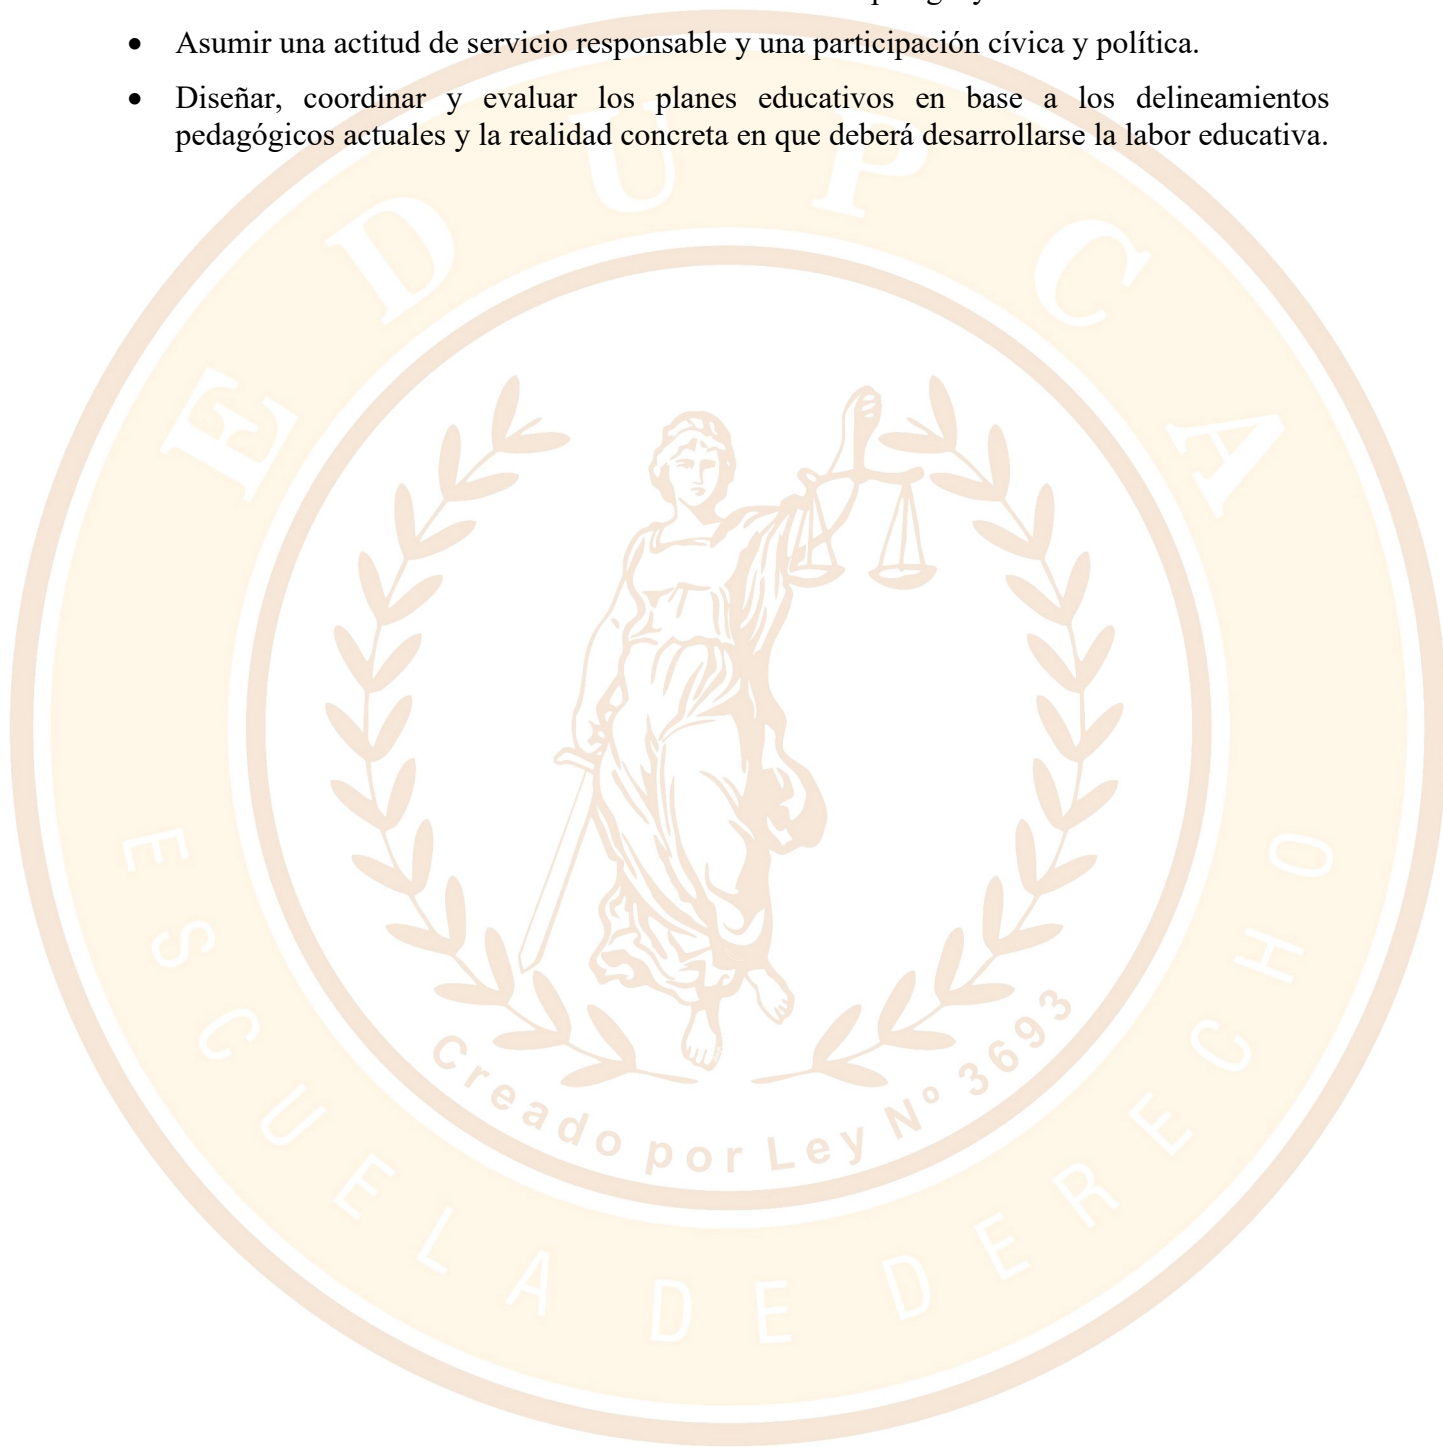 • Asumir una actitud de servicio responsable y una participación cívica y política.
• Diseñar, coordinar y evaluar los planes educativos en base a los delineamientos
pedagógicos actuales y la realidad concreta en que deberá desarrollarse la labor educativa.
EDUPCA
Creado por Ley Nº 3693
ESCUELA DE DERECHO